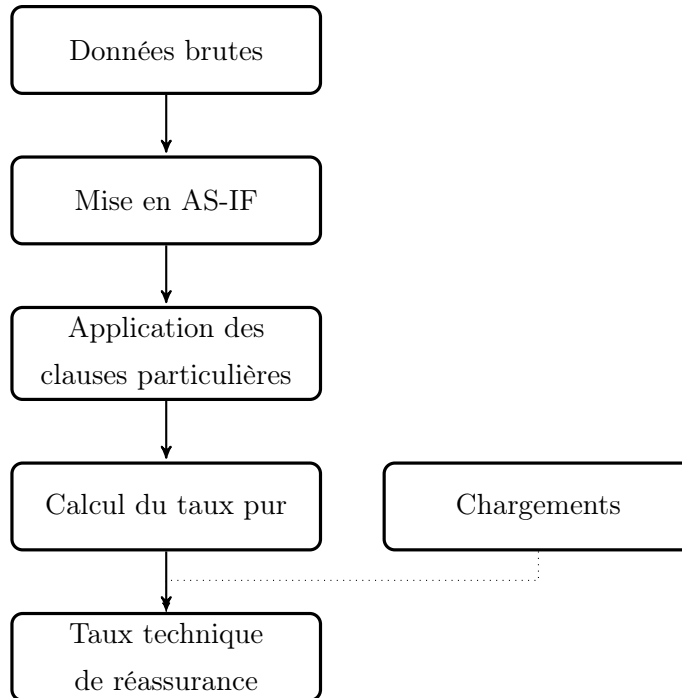 Données brutes
Mise en AS-IF
Application des
clauses particulières
Calcul du taux pur
Chargements
Taux technique
de réassurance